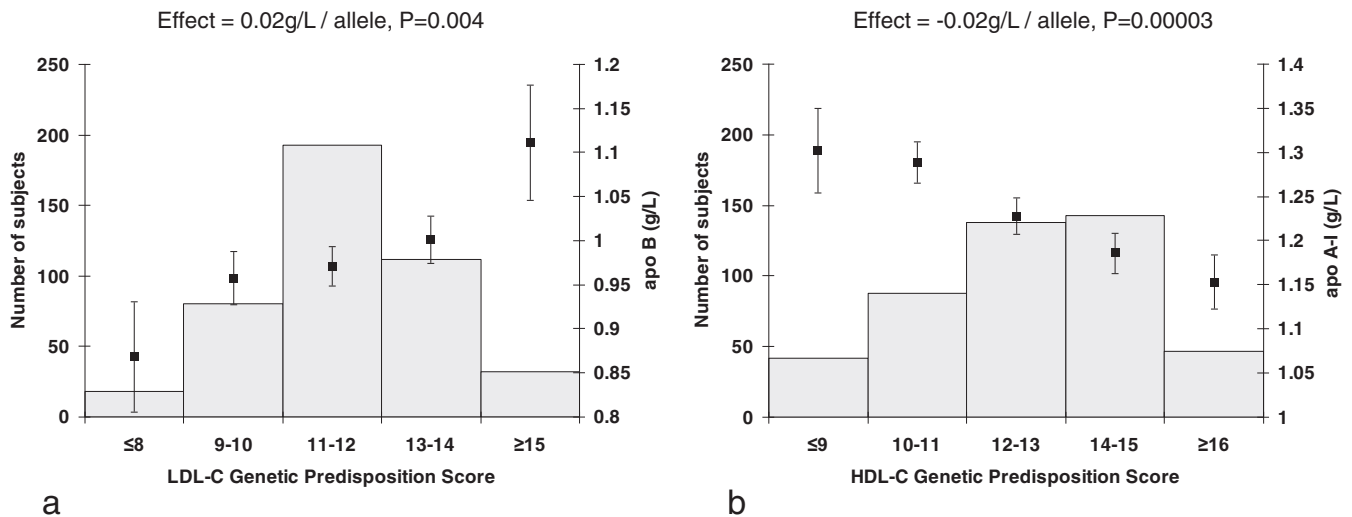 Effect = 0.02g/L / allele, P=0.004
250
200
150
100
50
0
Number of subjects
1.2
1.15
1.1
1.05
1
0.95
0.9
0.85
0.8
apo B (g/L)
≤8 9-10 11-12 13-14 ≥15
LDL-C Genetic Predisposition Score
a
Effect = -0.02g/L / allele, P=0.00003
250
200
150
100
50
0
Number of subjects
1.4
1.35
1.3
1.25
1.2
1.15
1.1
1.05
1
apo A-I (g/L)
≤9 10-11 12-13 14-15 ≥16
HDL-C Genetic Predisposition Score
b